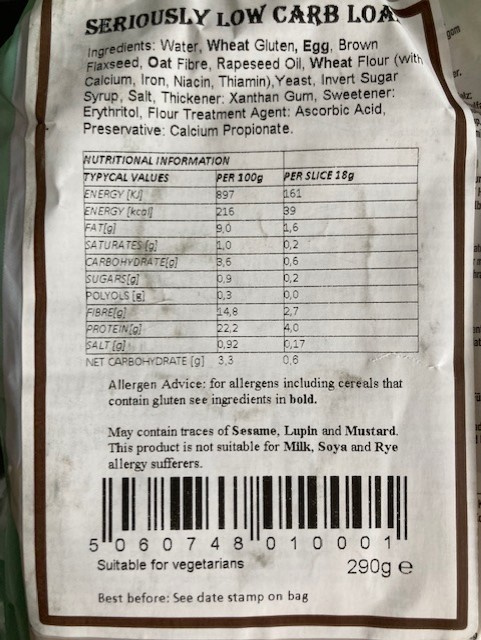 SERIOUSLY LOW CARB LOA
Ingredients: Water, Wheat Gluten, Egg, Brown
Flaxseed, Oat Fibre, Rapeseed Oil, Wheat Flour (with
Calcium, Iron, Niacin, Thiamin),Yeast, Invert Sugar
Syrup, Salt, Thickener: Xanthan Gum, Sweetener:
Erythritol, Flour Treatment Agent: Ascorbic Acid,
Preservative: Calcium Propionate.
NUTRITIONAL INFORMATION
TYPYCAL VALUES PER 100g PER SLICE 18g
ENERGY [KJ] 897 161
ENERGY [kcal] 216 39
FAT[g] 9,0 1,6
SATURATES [g] 1,0 0,2
CARBOHYDRATE[g] 3,6 0,6
SUGARS[g] 0,9 0,2
POLYOLS [g] 0,3 0,0
FIBRE[g] 14,8 2,7
PROTEIN[g] 22,2 4,0
SALT [g] 0,92 0,17
NET CARBOHYDRATE [g] 3,3 0,6
Allergen Advice: for allergens including cereals that
contain gluten see ingredients in bold.
May contain traces of Sesame, Lupin and Mustard.
This product is not suitable for Milk, Soya and Rye
allergy sufferers.
5 060748 010001
Suitable for vegetarians 290g e
Best before: See date stamp on bag